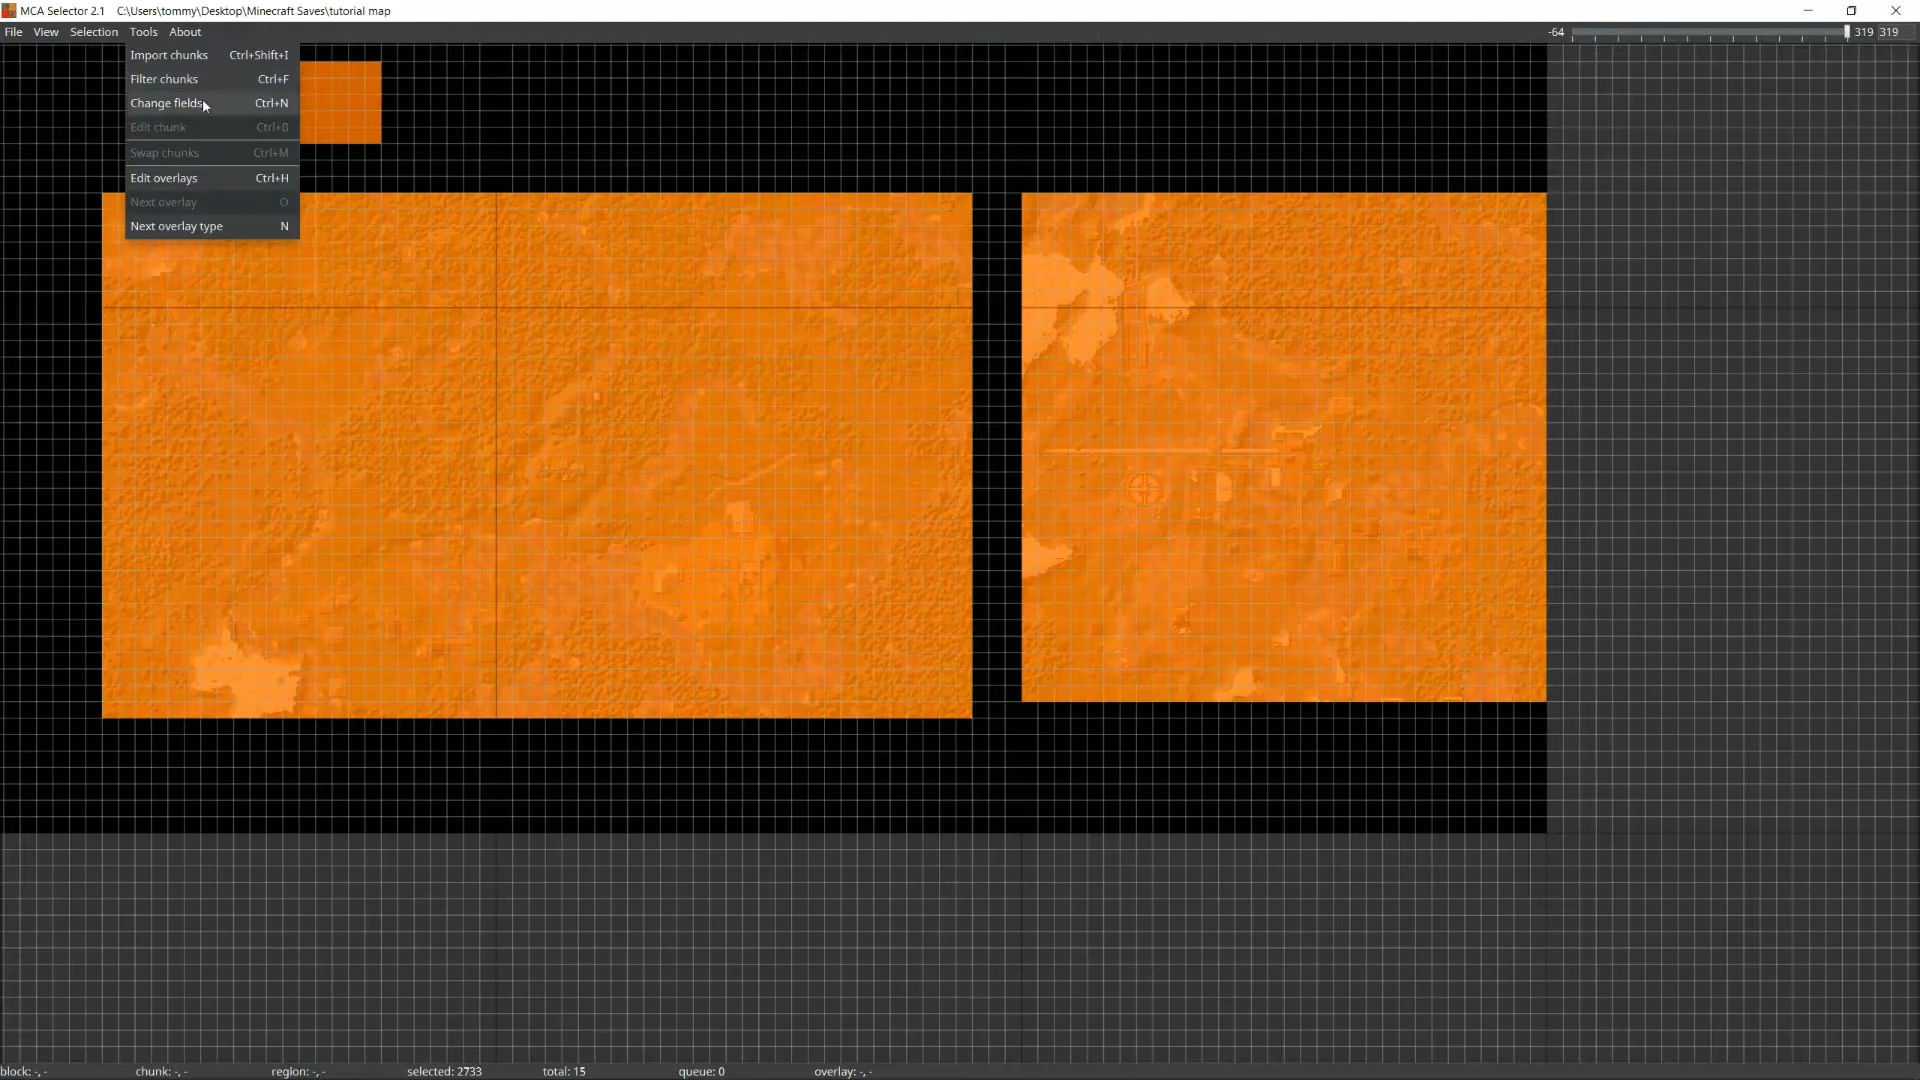 MCA Selector 2.1 C:\Users\tommy\Desktop\Minecraft Saves\tutorial map
File View Selection Tools About -64 319 319
Import chunks Ctrl+Shift+I
Filter chunks Ctrl+F
Change fields Ctrl+N
Edit chunk Ctrl+B
Swap chunks Ctrl+M
Edit overlays Ctrl+H
Next overlay O
Next overlay type N
block: -, - chunk: -, - region: -, - selected: 2733 total: 15 queue: 0 overlay: -, -